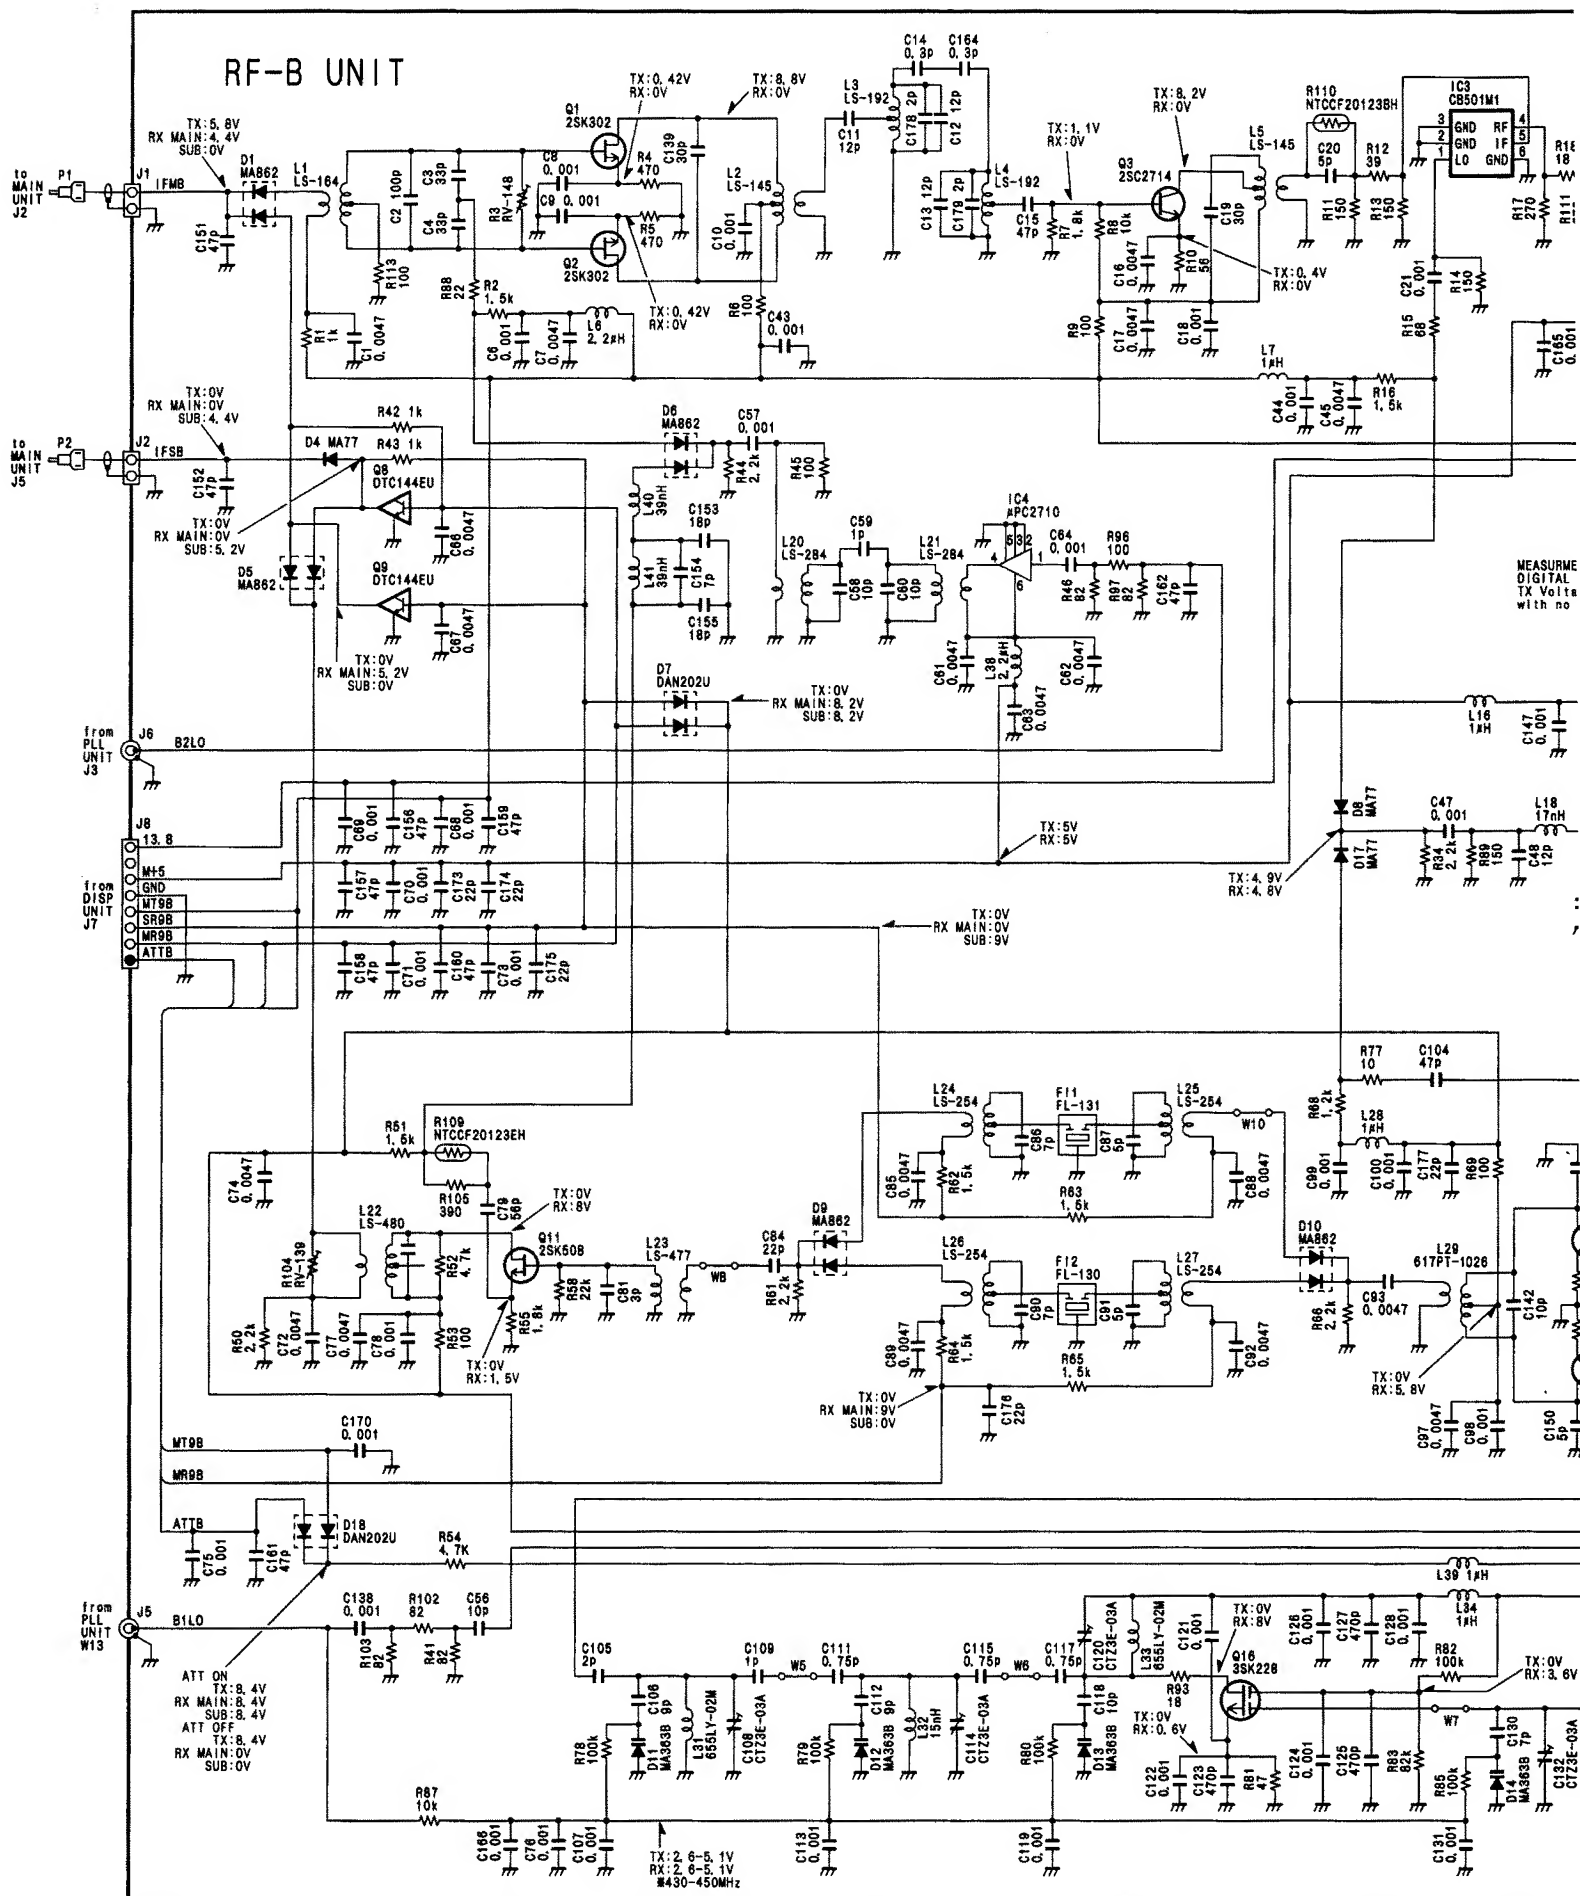 RF-B UNIT
to
MAIN
UNIT
J2
P1
J1
IFMB
TX:5.8V
RX MAIN:4.4V
SUB:0V
D1
MA862
C151
47p
L1
LS-164
R113
100
R1
1k
C1
0.0047
C2 100p
C3
33p
C4
33p
R3
RV-148
R88
22
R2
1.5k
C6
0.001
C7
0.0047
L6
2.2μH
Q1
2SK302
TX:0.42V
RX:0V
C8
0.001
R4
470
C9 0.001
R5
470
Q2
2SK302
TX:0.42V
RX:0V
C139
30p
TX:8.8V
RX:0V
L2
LS-145
C10
0.001
R6
100
C43
0.001
C11
12p
L3
LS-192
C14
0.3p
C164
0.3p
C178 2p
C12 12p
C13 12p
C179 2p
L4
LS-192
C15
47p
TX:1.1V
RX:0V
R7
1.8k
R8
10k
R9
100
Q3
2SC2714
TX:8.2V
RX:0V
C16
0.0047
R10
56
TX:0.4V
RX:0V
C17
0.0047
C18
0.001
C19
30p
L5
LS-145
R110
NTCCF20123BH
C20
5p
R11
150
R12
39
R13
150
IC3
CB501M1
3 GND
2 GND
1 LO
RF 4
IF 5
GND 6
R17
270
R111
C21
0.001
R14
150
R15
68
C165
0.001
L7
1μH
C44
0.001
C45
0.0047
R16
1.5k
to
MAIN
UNIT
J5
P2
J2
IFSB
TX:0V
RX MAIN:0V
SUB:4.4V
C152
47p
D4 MA77
R42 1k
R43 1k
Q8
DTC144EU
TX:0V
RX MAIN:0V
SUB:5.2V
C66
0.0047
D5
MA862
Q9
DTC144EU
C67
0.0047
TX:0V
RX MAIN:5.2V
SUB:0V
D6
MA862
C57
0.001
R44
2.2k
R45
100
L40
39nH
C153
18p
L41
39nH
C154
7p
C155
18p
L20
LS-284
C59
1p
C58
10p
C60
10p
L21
LS-284
IC4
μPC2710
5 3 2
4
1
6
C64
0.001
R96
100
R46
82
R97
82
C162
47p
C61
0.0047
L38
2.2μH
C62
0.0047
C63
0.0047
D7
DAN202U
TX:0V
RX MAIN:8.2V
SUB:8.2V
MEASURME
DIGITAL
TX Volta
with no
L16
1μH
C147
0.001
from
PLL
UNIT
J3
J6
B2LO
from
DISP
UNIT
J7
J8
13.8
M+5
GND
MT9B
SR9B
MR9B
ATTB
C69
0.001
C156
47p
C68
0.001
C159
47p
C157
47p
C70
0.001
C173
22p
C174
22p
C158
47p
C71
0.001
C160
47p
C73
0.001
C175
22p
TX:5V
RX:5V
TX:0V
RX MAIN:0V
SUB:9V
D8
MA77
D17
MA77
TX:4.9V
RX:4.8V
C47
0.001
L18
17nH
R34
2.2k
R89
150
C48
12p
R77
10
C104
47p
R68
1.2k
L28
1μH
C99
0.001
C100
0.001
C177
22p
R69
100
C74
0.0047
R51
1.5k
R109
NTCCF20123EH
R105
390
C79
56p
L22
LS-480
R104
RV-139
R52
4.7k
R50
2.2k
C72
0.0047
C77
0.0047
C78
0.001
R53
100
Q11
2SK508
TX:0V
RX:8V
R55
1.8k
TX:0V
RX:1.5V
R58
22k
C81
3p
L23
LS-477
W8
C84
22p
R61
2.2k
D9
MA862
L24
LS-254
C86
7p
FI1
FL-131
C87
5p
L25
LS-254
W10
C85
0.0047
R62
1.5k
R63
1.5k
C88
0.0047
L26
LS-254
C90
7p
FI2
FL-130
C91
5p
L27
LS-254
C89
0.0047
R64
1.5k
R65
1.5k
C92
0.0047
C176
22p
TX:0V
RX MAIN:9V
SUB:0V
D10
MA862
R66
2.2k
C93
0.0047
L29
617PT-1026
C142
10p
TX:0V
RX:5.8V
C97
0.0047
C98
0.001
C150
5p
MT9B
C170
0.001
MR9B
ATTB
C75
0.001
C161
47p
D18
DAN202U
R54
4.7K
L39 1μH
from
PLL
UNIT
W13
J5
B1LO
C138
0.001
R102
82
C56
10p
R103
82
R41
82
ATT ON
TX:8.4V
RX MAIN:8.4V
SUB:8.4V
ATT OFF
TX:8.4V
RX MAIN:0V
SUB:0V
R87
10k
C166
0.001
C76
0.001
C107
0.001
C105
2p
C106
9p
R78
100k
D11
MA363B
L31
655LY-02M
C108
CTZ3E-03A
C109
1p
W5
C111
0.75p
C112
9p
R79
100k
D12
MA363B
L32
15nH
C114
CTZ3E-03A
C115
0.75p
W6
C117
0.75p
C113
0.001
R80
100k
C118
10p
D13
MA363B
C119
0.001
TX:2.6-5.1V
RX:2.6-5.1V
※430-450MHz
C120
CTZ3E-03A
L33
655LY-02M
C121
0.001
R93
18
Q16
3SK228
TX:0V
RX:8V
TX:0V
RX:0.6V
C122
0.001
C123
470p
R81
47
C126
0.001
C127
470p
C128
0.001
L34
1μH
R82
100k
TX:0V
RX:3.6V
C124
0.001
C125
470p
R83
82k
W7
R85
100k
C130
7p
D14
MA363B
C132
CTZ3E-03A
C131
0.001